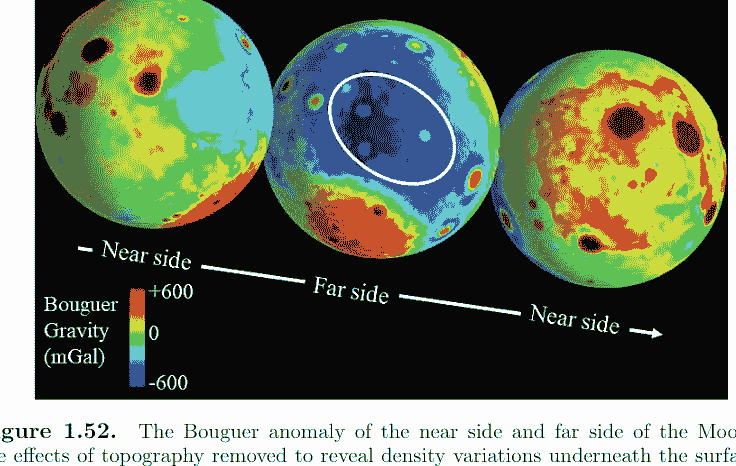 Near side
Far side
Near side
Bouguer
Gravity
(mGal)
+600
0
-600
gure 1.52. The Bouguer anomaly of the near side and far side of the Moo
e effects of topography removed to reveal density variations underneath the surfa